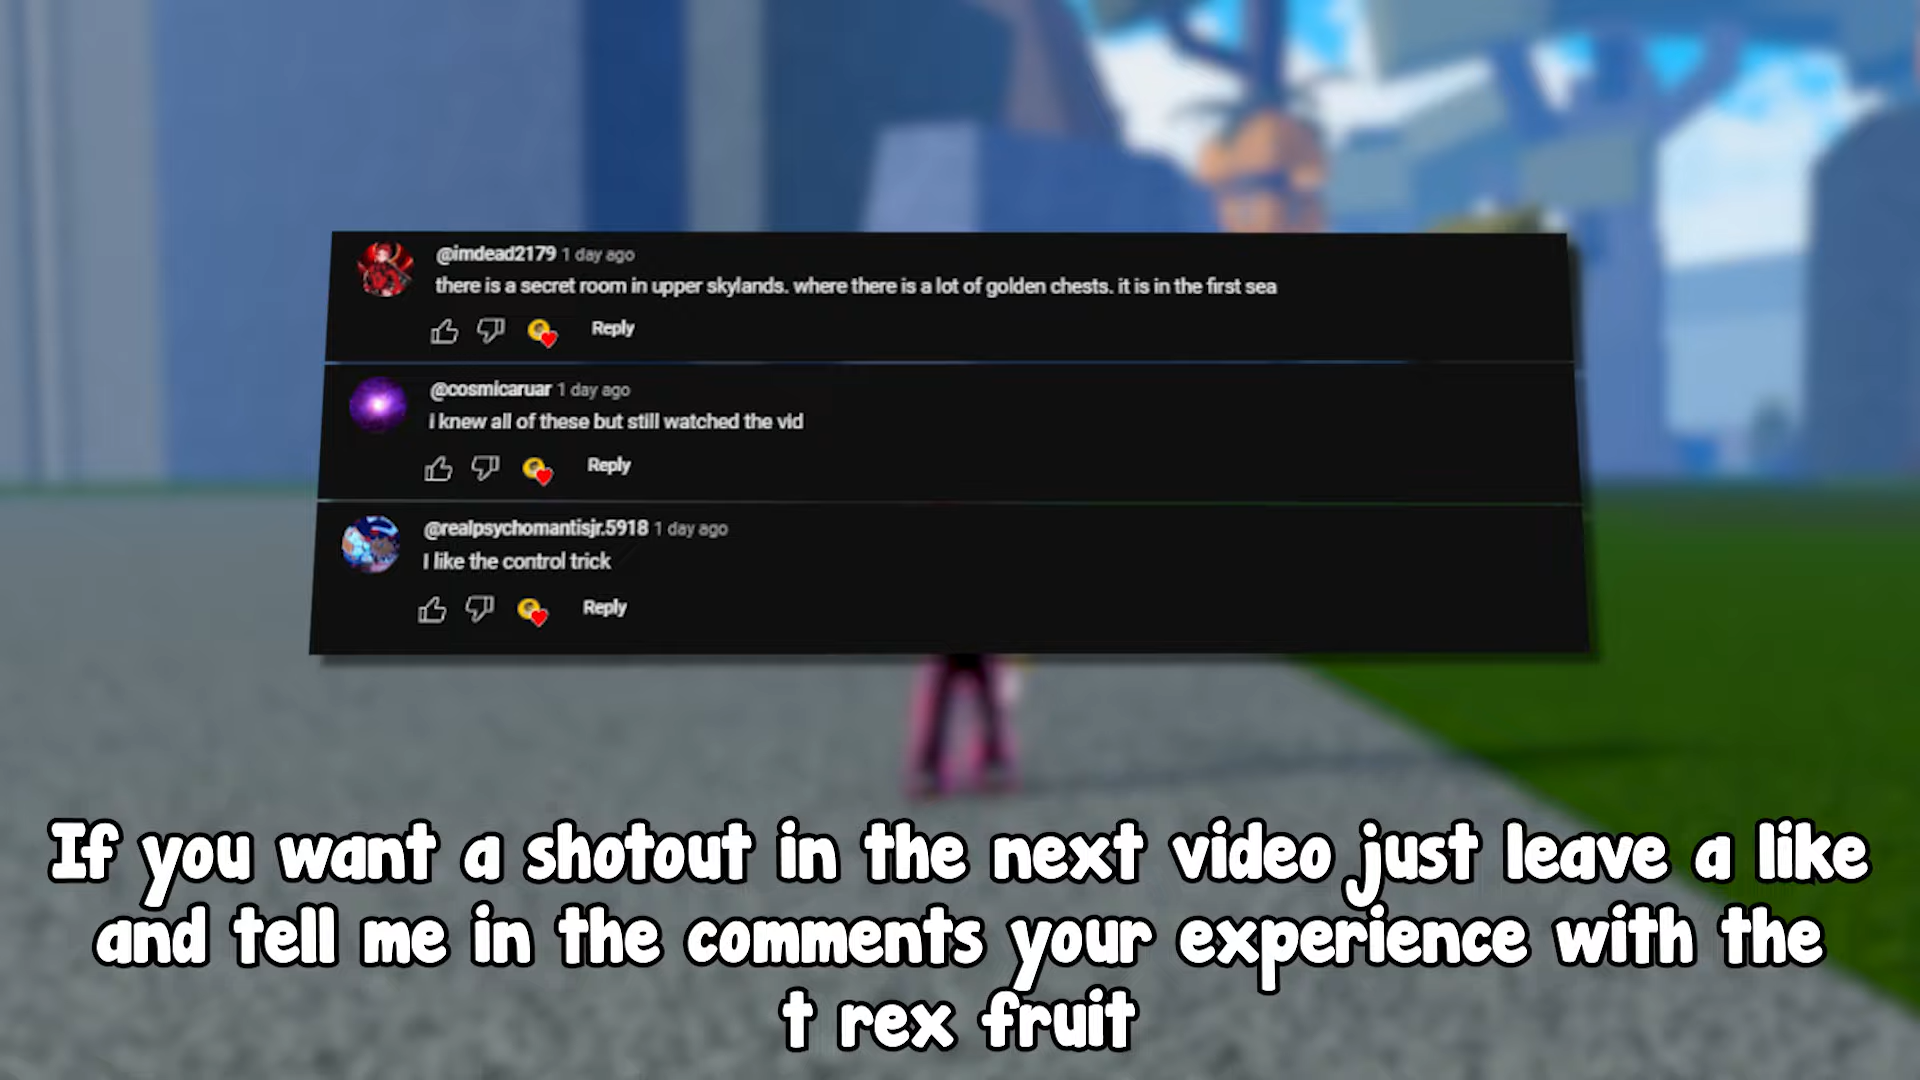 @imdead2179 1 day ago
there is a secret room in upper skylands. where there is a lot of golden chests. it is in the first sea
Reply
@cosmicaruar 1 day ago
i knew all of these but still watched the vid
Reply
@realpsychomantisjr.5918 1 day ago
I like the control trick
Reply
If you want a shotout in the next video just leave a like
and tell me in the comments your experience with the
t rex fruit